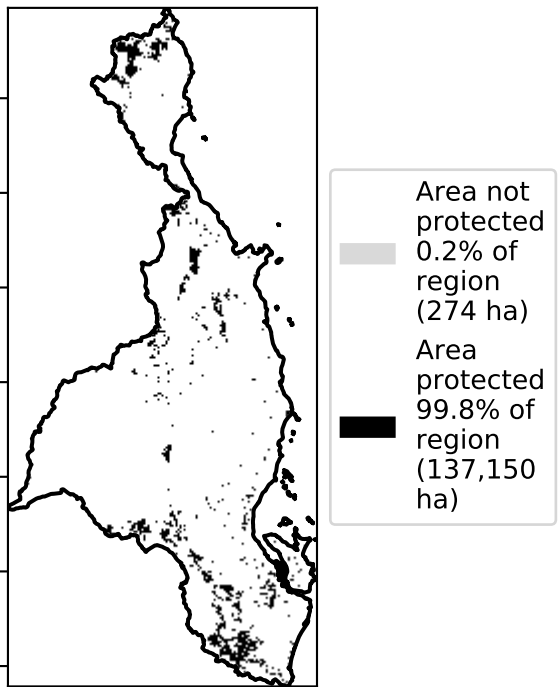 Area not
protected
0.2% of
region
(274 ha)
Area
protected
99.8% of
region
(137,150
ha)